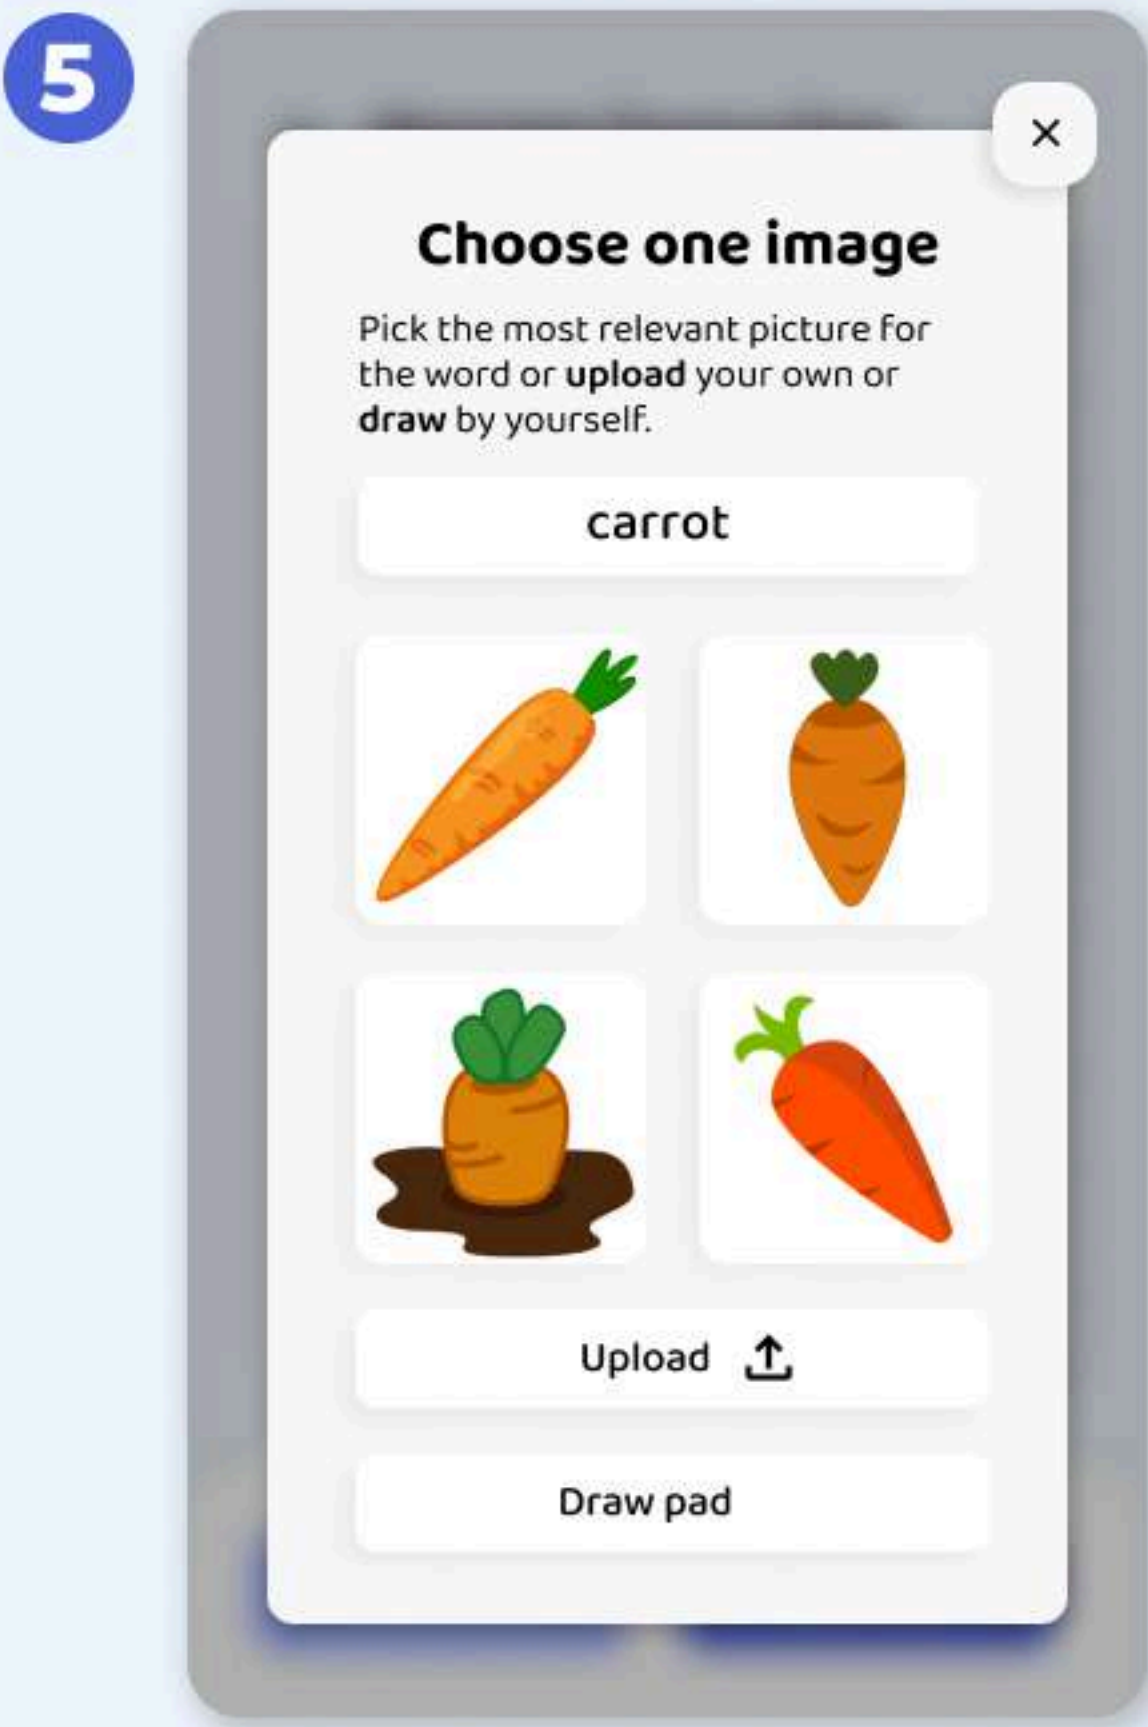 5
Choose one image
Pick the most relevant picture for
the word or upload your own or
draw by yourself.
carrot
Upload
Draw pad